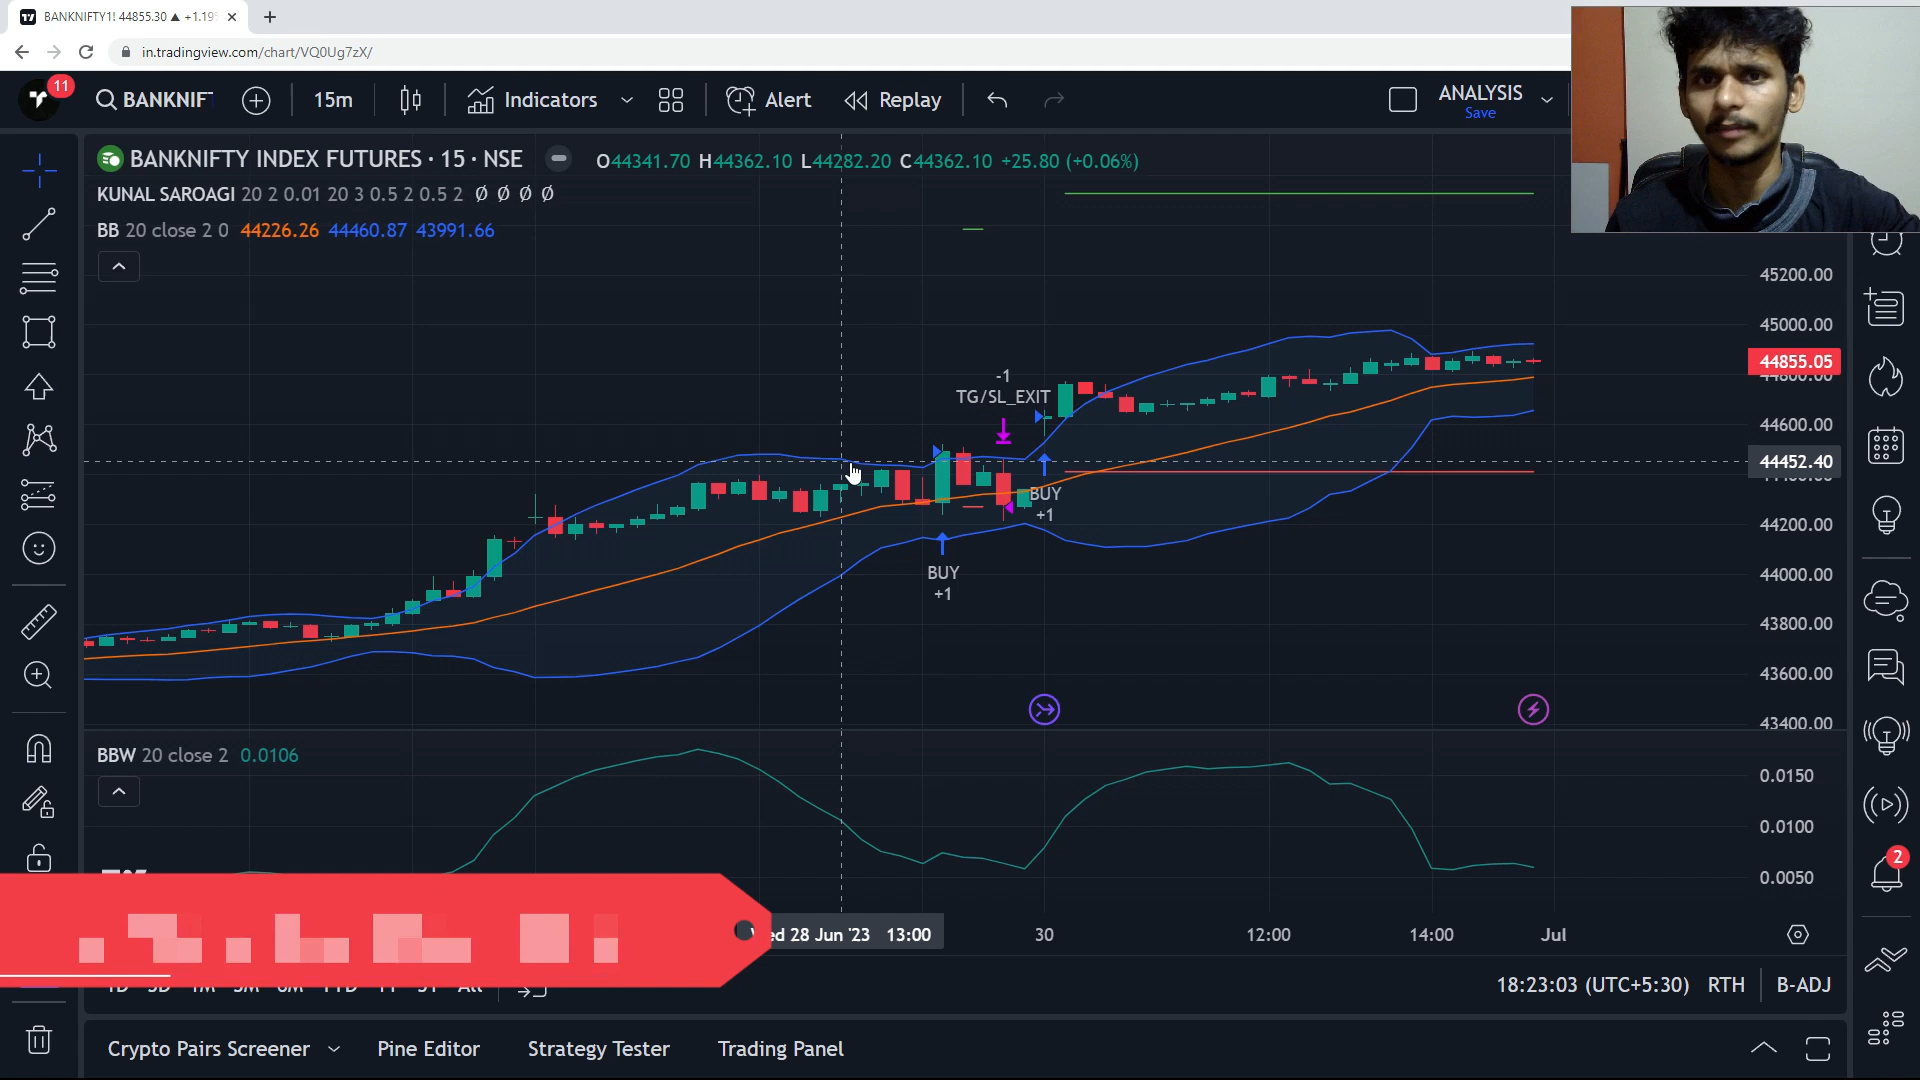 BANKNIFTY1! 44855.30 ▲ +1.19%
in.tradingview.com/chart/VQ0Ug7zX/
11
BANKNIF
15m
Indicators
Alert
Replay
ANALYSIS
Save
BANKNIFTY INDEX FUTURES · 15 · NSE
O44341.70 H44362.10 L44282.20 C44362.10 +25.80 (+0.06%)
KUNAL SAROAGI 20 2 0.01 20 3 0.5 2 0.5 2 Ø Ø Ø Ø
BB 20 close 2 0 44226.26 44460.87 43991.66
45200.00
45000.00
44855.05
44800.00
44600.00
44452.40
44200.00
44000.00
43800.00
43600.00
43400.00
-1
TG/SL_EXIT
BUY
+1
BUY
+1
BBW 20 close 2 0.0106
0.0150
0.0100
0.0050
2
Wed 28 Jun '23 13:00
30
12:00
14:00
Jul
18:23:03 (UTC+5:30)
RTH
B-ADJ
Crypto Pairs Screener
Pine Editor
Strategy Tester
Trading Panel